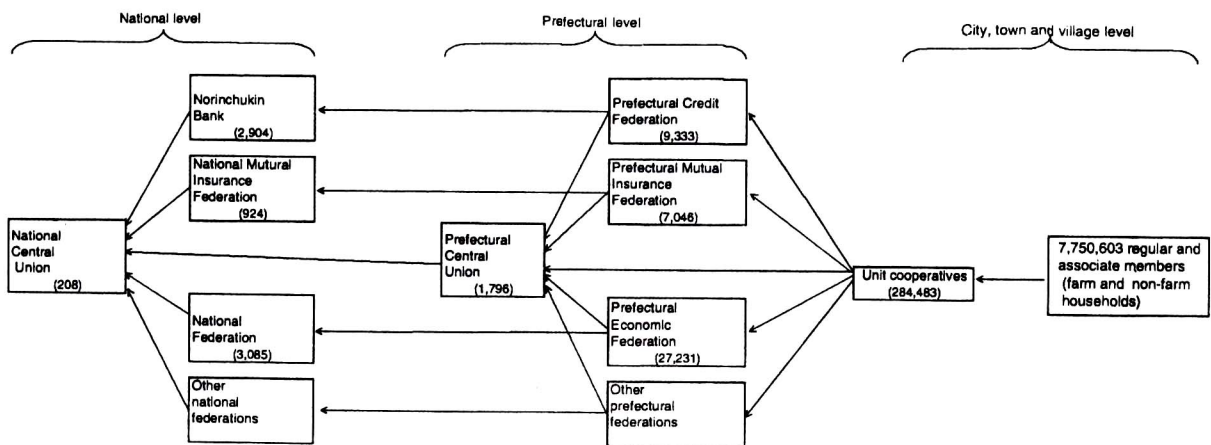 National level
Prefectural level
City, town and village level
Norinchukin
Bank
(2,904)
National Mutural
Insurance
Federation
(924)
National
Central
Union
(208)
National
Federation
(3,085)
Other
national
federations
Prefectural Credit
Federation
(9,333)
Prefectural Mutual
Insurance
Federation
(7,046)
Prefectural
Central
Union
(1,796)
Prefectural
Economic
Federation
(27,231)
Other
prefectural
federations
Unit cooperatives
(284,483)
7,750,603 regular and
associate members
(farm and non-farm
households)